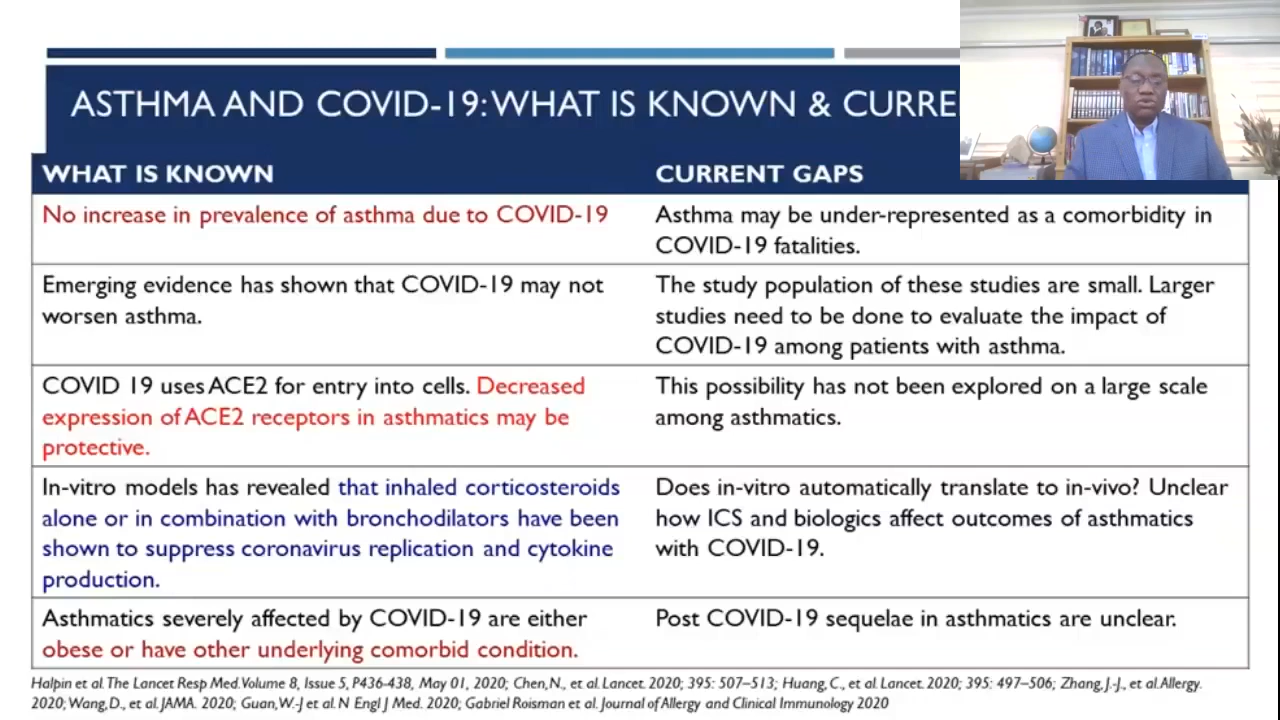 ASTHMA AND COVID-19: WHAT IS KNOWN & CURRE
WHAT IS KNOWN
CURRENT GAPS
No increase in prevalence of asthma due to COVID-19
Asthma may be under-represented as a comorbidity in
COVID-19 fatalities.
Emerging evidence has shown that COVID-19 may not
worsen asthma.
The study population of these studies are small. Larger
studies need to be done to evaluate the impact of
COVID-19 among patients with asthma.
COVID 19 uses ACE2 for entry into cells. Decreased
expression of ACE2 receptors in asthmatics may be
protective.
This possibility has not been explored on a large scale
among asthmatics.
In-vitro models has revealed that inhaled corticosteroids
alone or in combination with bronchodilators have been
shown to suppress coronavirus replication and cytokine
production.
Does in-vitro automatically translate to in-vivo? Unclear
how ICS and biologics affect outcomes of asthmatics
with COVID-19.
Asthmatics severely affected by COVID-19 are either
obese or have other underlying comorbid condition.
Post COVID-19 sequelae in asthmatics are unclear.
Halpin et al. The Lancet Resp Med. Volume 8, Issue 5, P436-438, May 01, 2020; Chen, N., et al. Lancet. 2020; 395: 507–513; Huang, C., et al. Lancet. 2020; 395: 497–506; Zhang, J.-J., et al. Allergy.
2020; Wang, D., et al. JAMA. 2020; Guan, W-J et al. N Engl J Med. 2020; Gabriel Roisman et al. Journal of Allergy and Clinical Immunology 2020